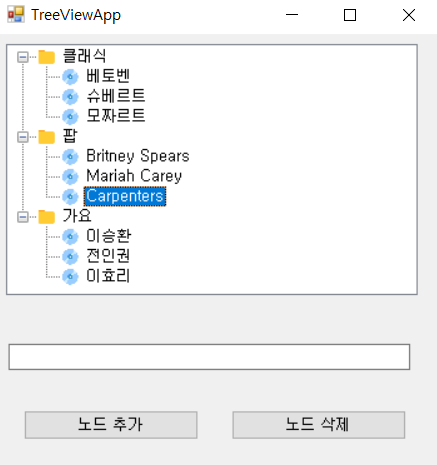 TreeViewApp
클래식
베토벤
슈베르트
모짜르트
팝
Britney Spears
Mariah Carey
Carpenters
가요
이승환
전인권
이효리
노드 추가
노드 삭제